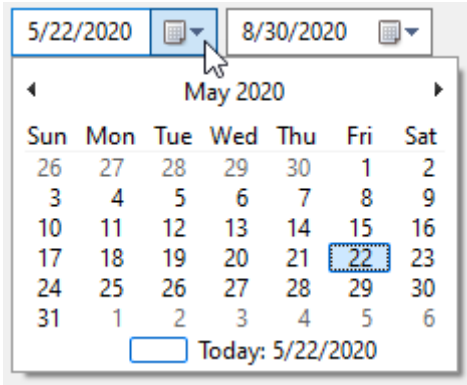 5/22/2020 8/30/2020
May 2020
Sun Mon Tue Wed Thu Fri Sat
26 27 28 29 30 1 2
3 4 5 6 7 8 9
10 11 12 13 14 15 16
17 18 19 20 21 22 23
24 25 26 27 28 29 30
31 1 2 3 4 5 6
Today: 5/22/2020